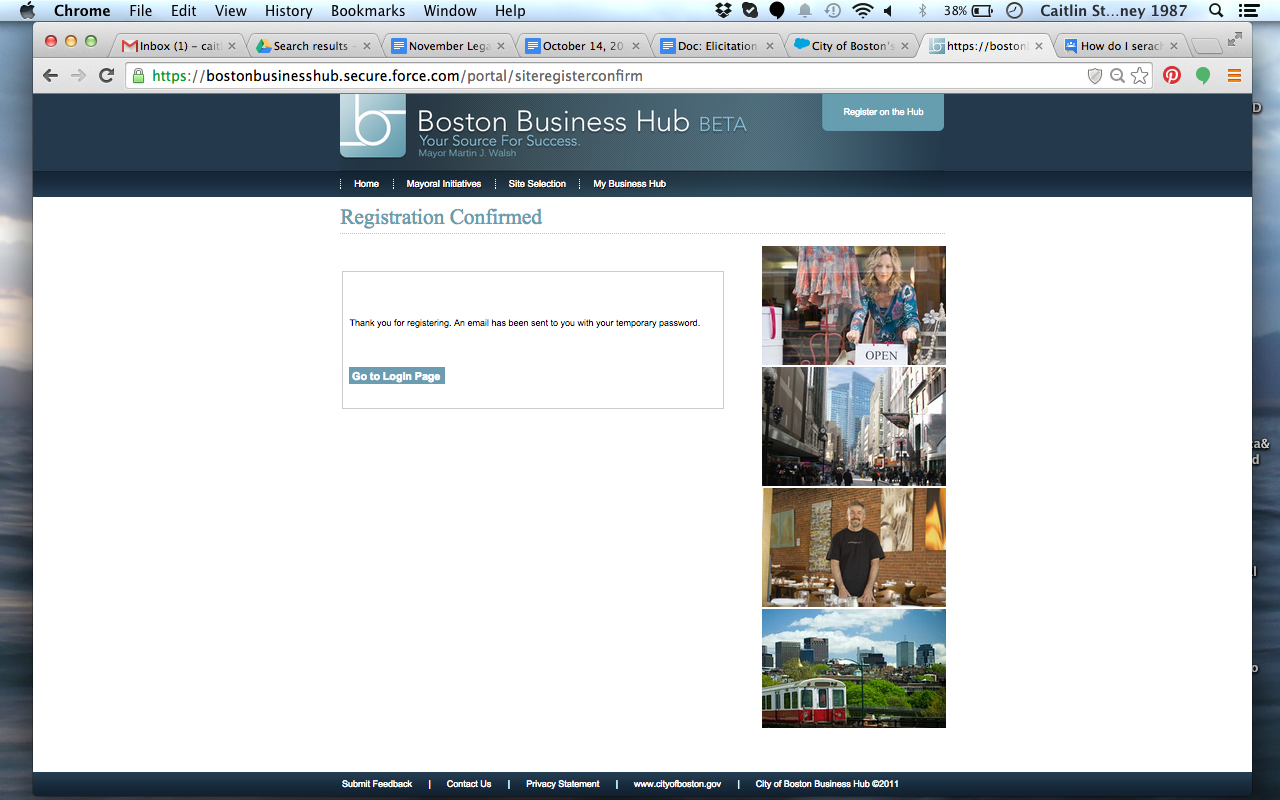 Chrome File Edit View History Bookmarks Window Help 38% Caitlin St...ney 1987
Inbox (1) – cait
Search results -
November Lega
October 14, 20
Doc: Elicitation
City of Boston's
https://boston
How do I serach
https://bostonbusinesshub.secure.force.com/portal/siteregisterconfirm
Boston Business Hub BETA
Your Source For Success.
Mayor Martin J. Walsh
Register on the Hub
Home Mayoral Initiatives Site Selection My Business Hub
Registration Confirmed
Thank you for registering. An email has been sent to you with your temporary password.
Go to Login Page
OPEN
Submit Feedback | Contact Us | Privacy Statement | www.cityofboston.gov | City of Boston Business Hub ©2011